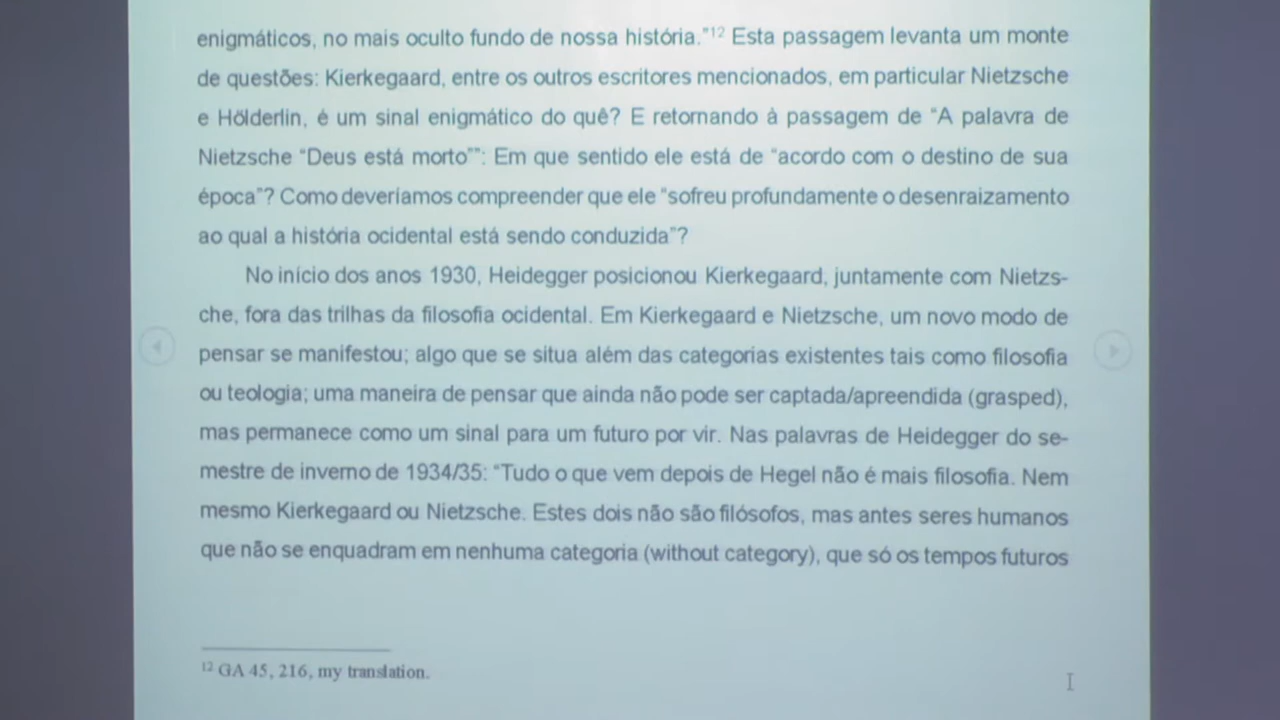 enigmáticos, no mais oculto fundo de nossa história.”¹² Esta passagem levanta um monte
de questões: Kierkegaard, entre os outros escritores mencionados, em particular Nietzsche
e Hölderlin, é um sinal enigmático do quê? E retornando à passagem de “A palavra de
Nietzsche “Deus está morto””: Em que sentido ele está de “acordo com o destino de sua
época”? Como deveríamos compreender que ele “sofreu profundamente o desenraizamento
ao qual a história ocidental está sendo conduzida”?
No início dos anos 1930, Heidegger posicionou Kierkegaard, juntamente com Nietzs-
che, fora das trilhas da filosofia ocidental. Em Kierkegaard e Nietzsche, um novo modo de
pensar se manifestou; algo que se situa além das categorias existentes tais como filosofia
ou teologia; uma maneira de pensar que ainda não pode ser captada/apreendida (grasped),
mas permanece como um sinal para um futuro por vir. Nas palavras de Heidegger do se-
mestre de inverno de 1934/35: “Tudo o que vem depois de Hegel não é mais filosofia. Nem
mesmo Kierkegaard ou Nietzsche. Estes dois não são filósofos, mas antes seres humanos
que não se enquadram em nenhuma categoria (without category), que só os tempos futuros
¹² GA 45, 216, my translation.